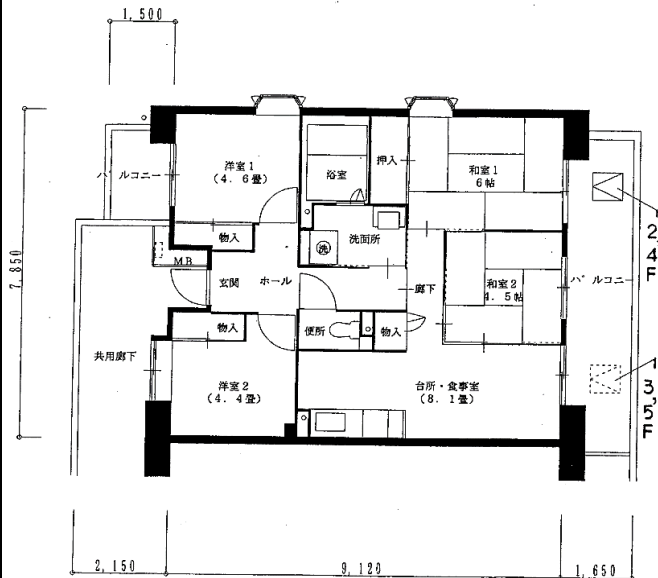 1,500
洋室1
(4.6畳)
浴室
押入
和室1
6帖
バルコニー
物入
洗面所
洗
2,
4
F
7,850
MB
玄関
ホール
廊下
和室2
4.5帖
バルコニー
共用廊下
物入
便所
物入
洋室2
(4.4畳)
台所・食事室
(8.1畳)
3,
5
F
2,150
9,120
1,650